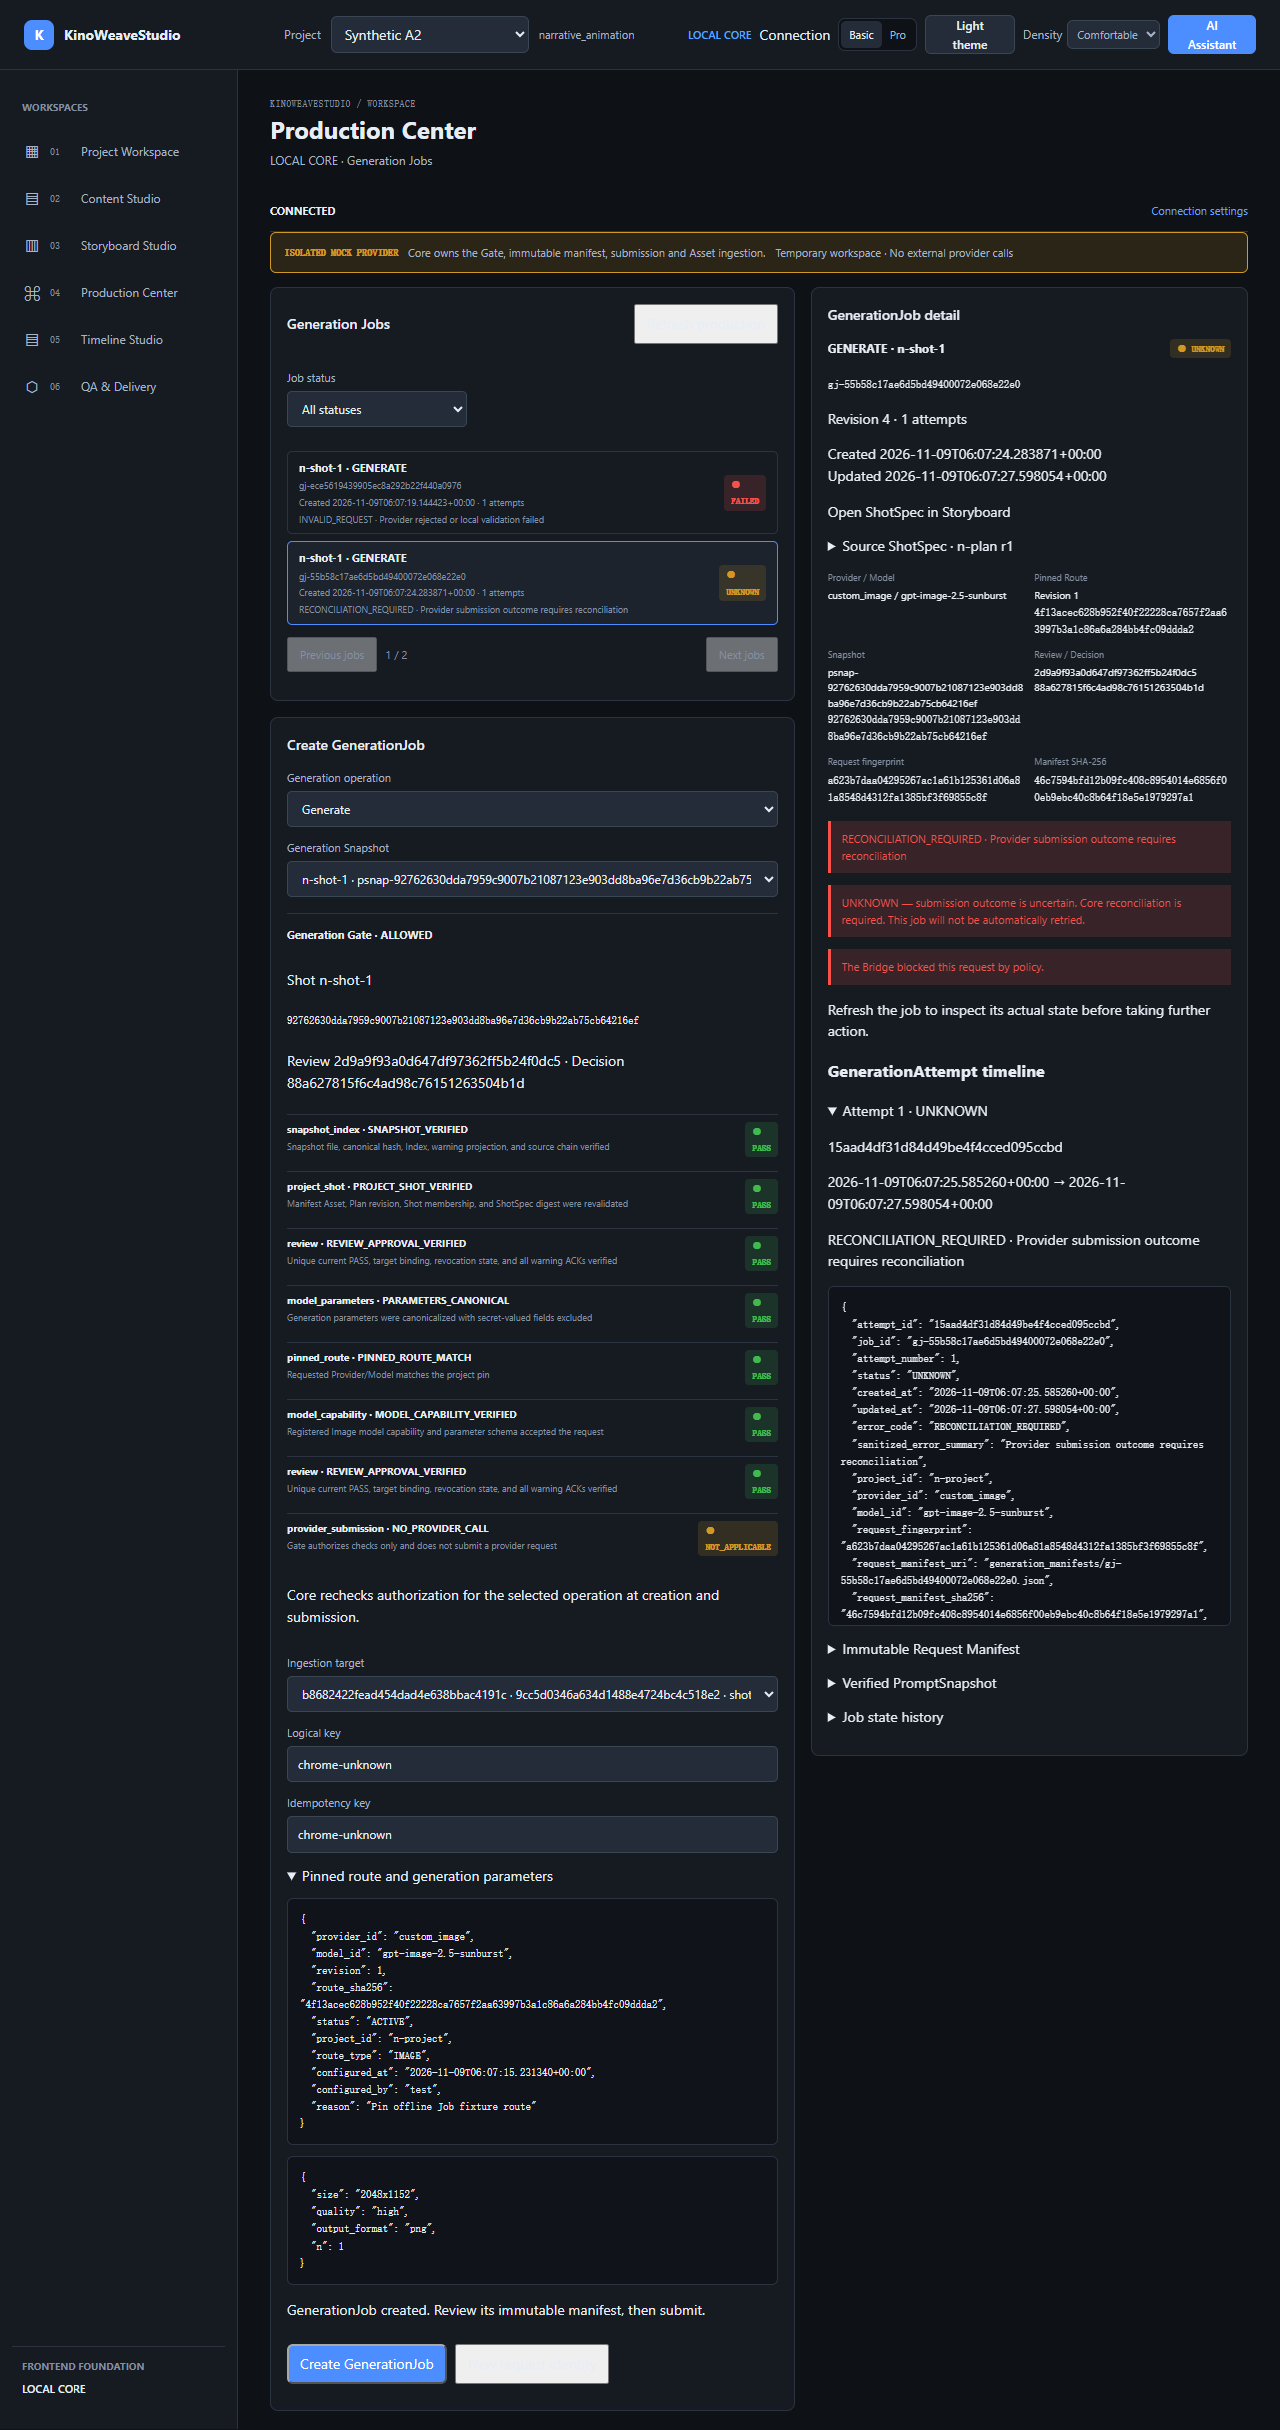 K KinoWeaveStudio
Project Synthetic A2 narrative_animation LOCAL CORE Connection Basic Pro Light theme Density Comfortable AI Assistant
WORKSPACES
01 Project Workspace
02 Content Studio
03 Storyboard Studio
04 Production Center
05 Timeline Studio
06 QA & Delivery
FRONTEND FOUNDATION
LOCAL CORE
KINOWEAVESTUDIO / WORKSPACE
Production Center
LOCAL CORE · Generation Jobs
CONNECTED
Connection settings
ISOLATED MOCK PROVIDER Core owns the Gate, immutable manifest, submission and Asset ingestion. Temporary workspace · No external provider calls
Generation Jobs
Job status
All statuses
n-shot-1 · GENERATE
gj-ece5619439905ec8a292b22f440a0976
Created 2026-11-09T06:07:19.144423+00:00 · 1 attempts
INVALID_REQUEST · Provider rejected or local validation failed
FAILED
n-shot-1 · GENERATE
gj-55b58c17ae6d5bd49400072e068e22e0
Created 2026-11-09T06:07:24.283871+00:00 · 1 attempts
RECONCILIATION_REQUIRED · Provider submission outcome requires reconciliation
UNKNOWN
Previous jobs 1 / 2 Next jobs
Create GenerationJob
Generation operation
Generate
Generation Snapshot
n-shot-1 · psnap-92762630dda7959c9007b21087123e903dd8ba96e7d36cb9b22ab75
Generation Gate · ALLOWED
Shot n-shot-1
92762630dda7959c9007b21087123e903dd8ba96e7d36cb9b22ab75cb64216ef
Review 2d9a9f93a0d647df97362ff5b24f0dc5 · Decision
88a627815f6c4ad98c76151263504b1d
snapshot_index · SNAPSHOT_VERIFIED
Snapshot file, canonical hash, Index, warning projection, and source chain verified
PASS
project_shot · PROJECT_SHOT_VERIFIED
Manifest Asset, Plan revision, Shot membership, and ShotSpec digest were revalidated
PASS
review · REVIEW_APPROVAL_VERIFIED
Unique current PASS, target binding, revocation state, and all warning ACKs verified
PASS
model_parameters · PARAMETERS_CANONICAL
Generation parameters were canonicalized with secret-valued fields excluded
PASS
pinned_route · PINNED_ROUTE_MATCH
Requested Provider/Model matches the project pin
PASS
model_capability · MODEL_CAPABILITY_VERIFIED
Registered Image model capability and parameter schema accepted the request
PASS
review · REVIEW_APPROVAL_VERIFIED
Unique current PASS, target binding, revocation state, and all warning ACKs verified
PASS
provider_submission · NO_PROVIDER_CALL
Gate authorizes checks only and does not submit a provider request
NOT_APPLICABLE
Core rechecks authorization for the selected operation at creation and
submission.
Ingestion target
b8682422fead454dad4e638bbac4191c · 9cc5d0346a634d1488e4724bc4c518e2 · shot
Logical key
chrome-unknown
Idempotency key
chrome-unknown
▼ Pinned route and generation parameters
{
"provider_id": "custom_image",
"model_id": "gpt-image-2.5-sunburst",
"revision": 1,
"route_sha256":
"4f13acec628b952f40f22228ca7657f2aa63997b3a1c86a6a284bb4fc09ddda2",
"status": "ACTIVE",
"project_id": "n-project",
"route_type": "IMAGE",
"configured_at": "2026-11-09T06:07:15.231340+00:00",
"configured_by": "test",
"reason": "Pin offline Job fixture route"
}
{
"size": "2048x1152",
"quality": "high",
"output_format": "png",
"n": 1
}
GenerationJob created. Review its immutable manifest, then submit.
Create GenerationJob
GenerationJob detail
GENERATE · n-shot-1
UNKNOWN
gj-55b58c17ae6d5bd49400072e068e22e0
Revision 4 · 1 attempts
Created 2026-11-09T06:07:24.283871+00:00
Updated 2026-11-09T06:07:27.598054+00:00
Open ShotSpec in Storyboard
▶ Source ShotSpec · n-plan r1
Provider / Model
custom_image / gpt-image-2.5-sunburst
Pinned Route
Revision 1
4f13acec628b952f40f22228ca7657f2aa6
3997b3a1c86a6a284bb4fc09ddda2
Snapshot
psnap-
92762630dda7959c9007b21087123e903dd8
ba96e7d36cb9b22ab75cb64216ef
92762630dda7959c9007b21087123e903dd
8ba96e7d36cb9b22ab75cb64216ef
Review / Decision
2d9a9f93a0d647df97362ff5b24f0dc5
88a627815f6c4ad98c76151263504b1d
Request fingerprint
a623b7daa04295267ac1a61b125361d06a8
1a8548d4312fa1385bf3f69855c8f
Manifest SHA-256
46c7594bfd12b09fc408c8954014e6856f0
0eb9ebc40c8b64f18e5e1979297a1
RECONCILIATION_REQUIRED · Provider submission outcome requires
reconciliation
UNKNOWN — submission outcome is uncertain. Core reconciliation is
required. This job will not be automatically retried.
The Bridge blocked this request by policy.
Refresh the job to inspect its actual state before taking further
action.
GenerationAttempt timeline
▼ Attempt 1 · UNKNOWN
15aad4df31d84d49be4f4cced095ccbd
2026-11-09T06:07:25.585260+00:00 → 2026-11-
09T06:07:27.598054+00:00
RECONCILIATION_REQUIRED · Provider submission outcome
requires reconciliation
{
"attempt_id": "15aad4df31d84d49be4f4cced095ccbd",
"job_id": "gj-55b58c17ae6d5bd49400072e068e22e0",
"attempt_number": 1,
"status": "UNKNOWN",
"created_at": "2026-11-09T06:07:25.585260+00:00",
"updated_at": "2026-11-09T06:07:27.598054+00:00",
"error_code": "RECONCILIATION_REQUIRED",
"sanitized_error_summary": "Provider submission outcome requires
reconciliation",
"project_id": "n-project",
"provider_id": "custom_image",
"model_id": "gpt-image-2.5-sunburst",
"request_fingerprint":
"a623b7daa04295267ac1a61b125361d06a81a8548d4312fa1385bf3f69855c8f",
"request_manifest_uri": "generation_manifests/gj-
55b58c17ae6d5bd49400072e068e22e0.json",
"request_manifest_sha256":
"46c7594bfd12b09fc408c8954014e6856f00eb9ebc40c8b64f18e5e1979297a1",
▶ Immutable Request Manifest
▶ Verified PromptSnapshot
▶ Job state history